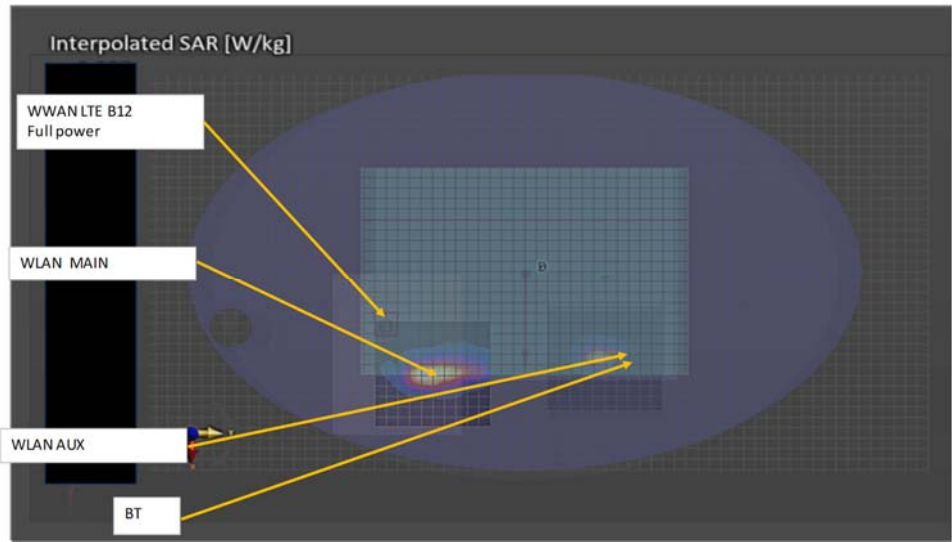 Interpolated SAR [W/kg]
WWAN LTE B12
Full power
WLAN MAIN
WLAN AUX
BT